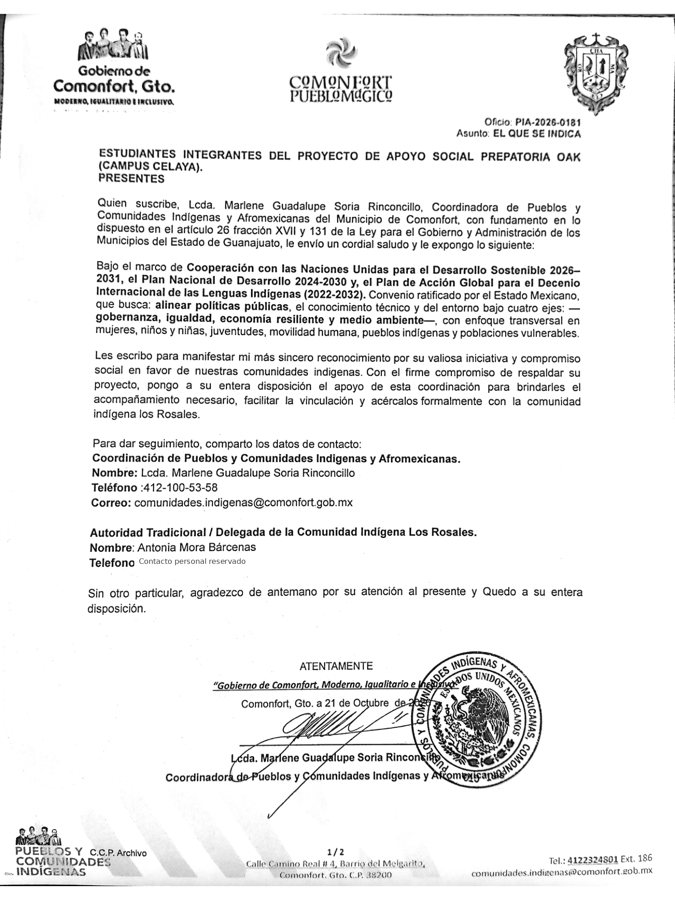 Gobierno de
Comonfort, Gto.
MODERNO, IGUALITARIO E INCLUSIVO.
COMONFORT
PUEBLOMÁGICO
Oficio: PIA-2026-0181
Asunto: EL QUE SE INDICA
ESTUDIANTES INTEGRANTES DEL PROYECTO DE APOYO SOCIAL PREPATORIA OAK
(CAMPUS CELAYA).
PRESENTES
Quien suscribe, Lcda. Marlene Guadalupe Soria Rinconcillo, Coordinadora de Pueblos y
Comunidades Indígenas y Afromexicanas del Municipio de Comonfort, con fundamento en lo
dispuesto en el artículo 26 fracción XVII y 131 de la Ley para el Gobierno y Administración de los
Municipios del Estado de Guanajuato, le envío un cordial saludo y le expongo lo siguiente:
Bajo el marco de Cooperación con las Naciones Unidas para el Desarrollo Sostenible 2026–
2031, el Plan Nacional de Desarrollo 2024-2030 y, el Plan de Acción Global para el Decenio
Internacional de las Lenguas Indígenas (2022-2032). Convenio ratificado por el Estado Mexicano,
que busca: alinear políticas públicas, el conocimiento técnico y del entorno bajo cuatro ejes: —
gobernanza, igualdad, economía resiliente y medio ambiente—, con enfoque transversal en
mujeres, niños y niñas, juventudes, movilidad humana, pueblos indígenas y poblaciones vulnerables.
Les escribo para manifestar mi más sincero reconocimiento por su valiosa iniciativa y compromiso
social en favor de nuestras comunidades indigenas. Con el firme compromiso de respaldar su
proyecto, pongo a su entera disposición el apoyo de esta coordinación para brindarles el
acompañamiento necesario, facilitar la vinculación y acércalos formalmente con la comunidad
indígena los Rosales.
Para dar seguimiento, comparto los datos de contacto:
Coordinación de Pueblos y Comunidades Indigenas y Afromexicanas.
Nombre: Lcda. Marlene Guadalupe Soria Rinconcillo
Teléfono :412-100-53-58
Correo: comunidades.indigenas@comonfort.gob.mx
Autoridad Tradicional / Delegada de la Comunidad Indígena Los Rosales.
Nombre: Antonia Mora Bárcenas
Telefono Contacto personal reservado
Sin otro particular, agradezco de antemano por su atención al presente y Quedo a su entera
disposición.
ATENTAMENTE
"Gobierno de Comonfort, Moderno, Igualitario e
Comonfort, Gto. a 21 de Octubre de
Lcda. Marlene Guadalupe Soria Rinconcillo
Coordinadora de Pueblos y Comunidades Indígenas y Afromexicanas
PUEBLOS Y COMUNIDADES INDÍGENAS Y AFROMEXICANAS, COMONFORT, GTO
ESTADOS UNIDOS MEXICANOS
PUEBLOS Y C.C.P. Archivo
COMUNIDADES
INDÍGENAS
1/2
Calle Camino Real # 4, Barrio del Melgarito,
Comonfort, Gto. C.P. 38200
Tel.: 4122324801 Ext. 186
comunidades.indigenas@comonfort.gob.mx